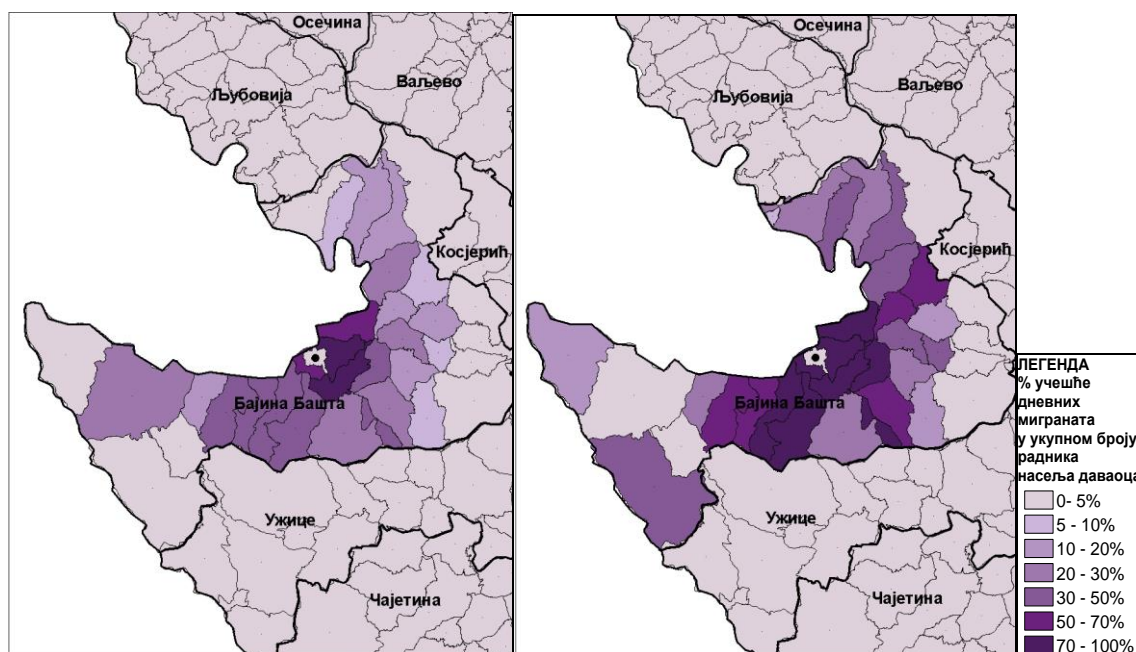 Осечина
Ваљево
Љубовија
Косјерић
Бајина Башта
Ужице
Чајетина
Осечина
Ваљево
Љубовија
Косјерић
Бајина Башта
Ужице
Чајетина
ЛЕГЕНДА
% учешће
дневних
миграната
у укупном броју
радника
насеља даваоца
0- 5%
5 - 10%
10 - 20%
20 - 30%
30 - 50%
50 - 70%
70 - 100%